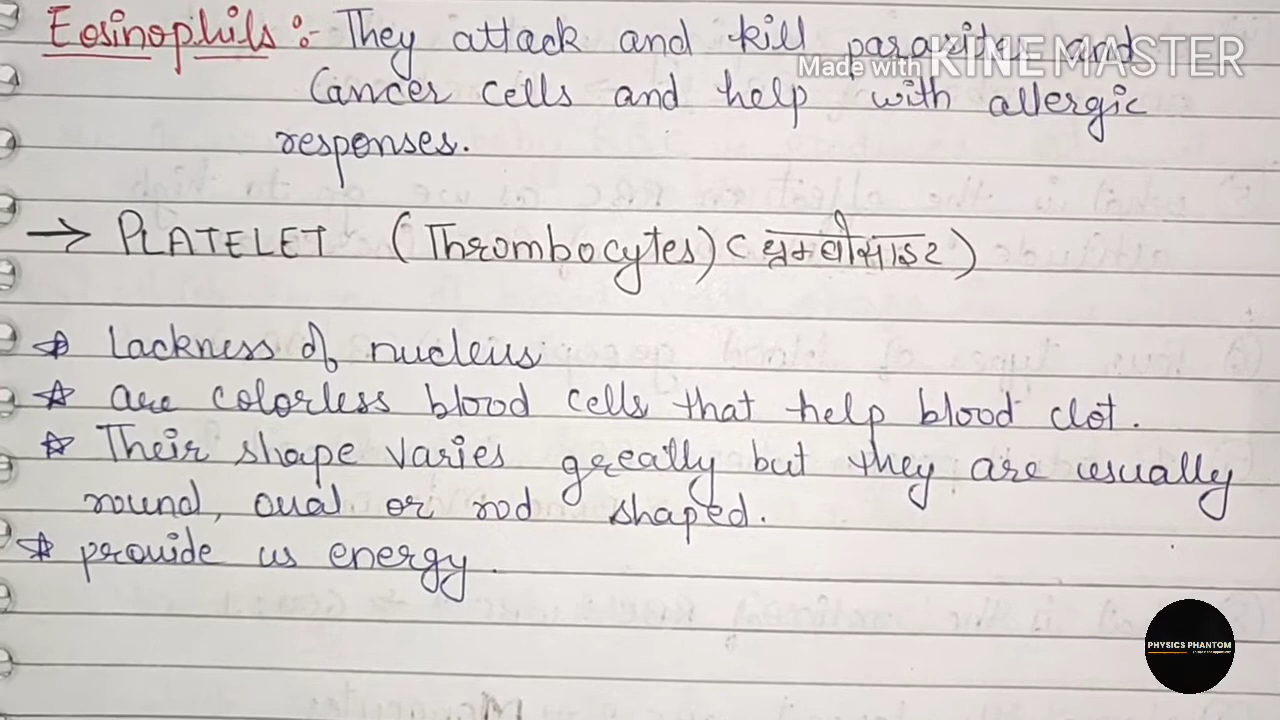 Eosinophils :- They attack and kill parasites and
Made with KINEMASTER
Cancer cells and help with allergic
responses.
→ PLATELET (Thrombocytes) (थ्रम्बोसाइट)
☆ Lackness of nucleus
☆ are colorless blood cells that help blood clot.
☆ Their shape varies greatly but they are usually
round, oval or rod shaped.
☆ provide us energy.
PHYSICS PHANTOM